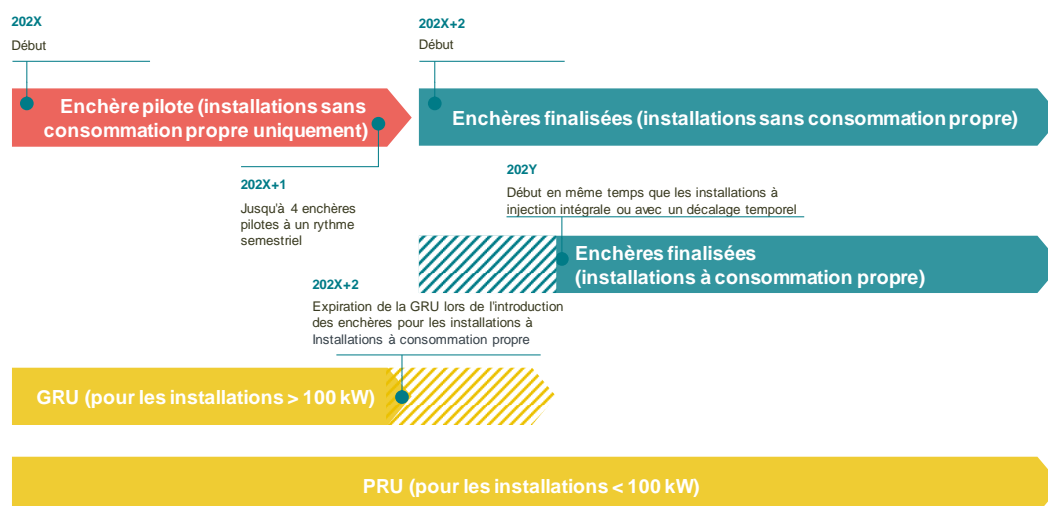 202X
Début
202X+2
Début
Enchère pilote (installations sans
consommation propre uniquement)
Enchères finalisées (installations sans consommation propre)
202X+1
Jusqu'à 4 enchères
pilotes à un rythme
semestriel
202Y
Début en même temps que les installations à
injection intégrale ou avec un décalage temporel
Enchères finalisées
(installations à consommation propre)
202X+2
Expiration de la GRU lors de l'introduction
des enchères pour les installations à
Installations à consommation propre
GRU (pour les installations > 100 kW)
PRU (pour les installations < 100 kW)